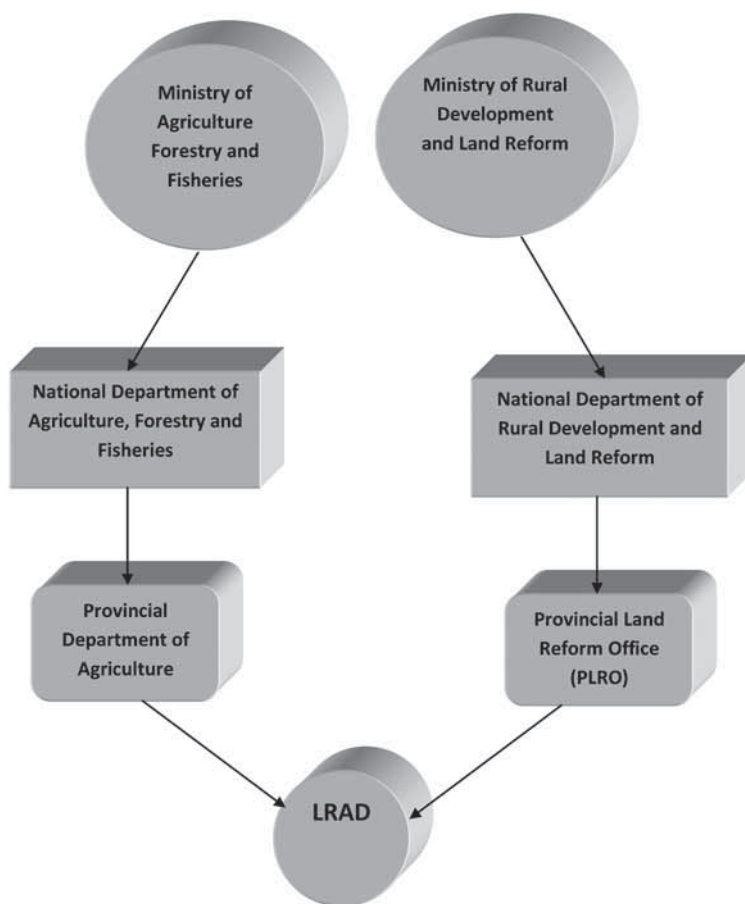 Ministry of
Agriculture
Forestry and
Fisheries
Ministry of Rural
Development
and Land Reform
National Department of
Agriculture, Forestry and
Fisheries
National Department of
Rural Development and
Land Reform
Provincial
Department of
Agriculture
Provincial Land
Reform Office
(PLRO)
LRAD